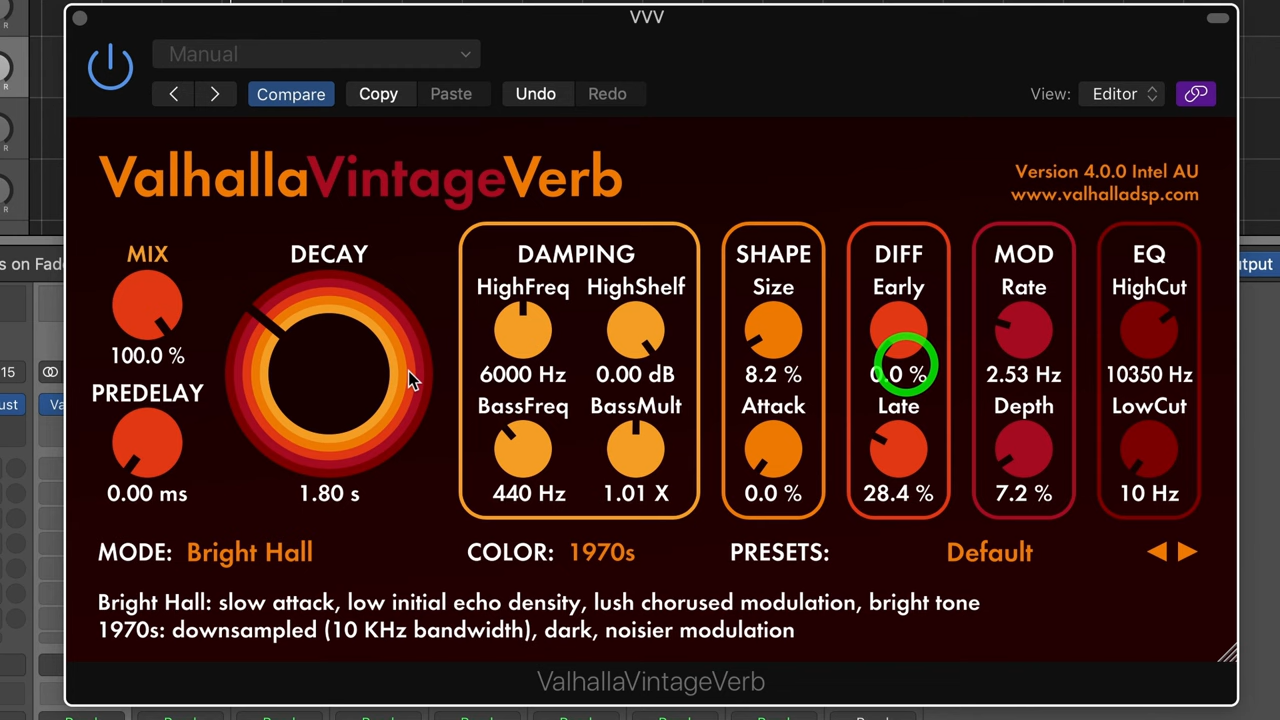 VVV
Manual
Compare Copy Paste Undo Redo View: Editor
ValhallaVintageVerb
Version 4.0.0 Intel AU
www.valhalladsp.com
MIX DECAY DAMPING SHAPE DIFF MOD EQ
HighFreq HighShelf Size Early Rate HighCut
100.0 % 6000 Hz 0.00 dB 8.2 % 0.0 % 2.53 Hz 10350 Hz
PREDELAY BassFreq BassMult Attack Late Depth LowCut
0.00 ms 1.80 s 440 Hz 1.01 X 0.0 % 28.4 % 7.2 % 10 Hz
MODE: Bright Hall COLOR: 1970s PRESETS: Default
Bright Hall: slow attack, low initial echo density, lush chorused modulation, bright tone
1970s: downsampled (10 KHz bandwidth), dark, noisier modulation
ValhallaVintageVerb
s on Fad
15
R
R
R
R